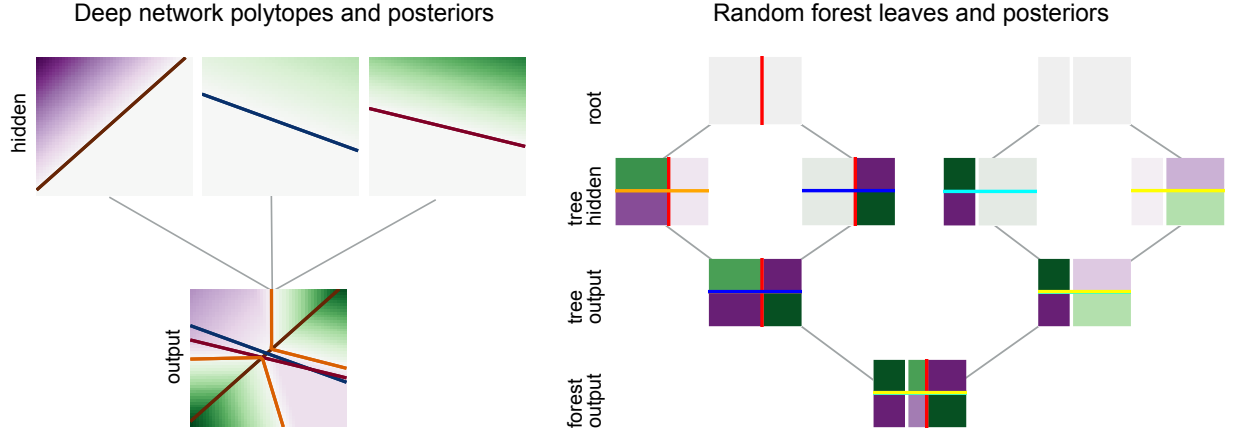 Deep network polytopes and posteriors
hidden
output
Random forest leaves and posteriors
root
tree
hidden
tree
output
forest
output